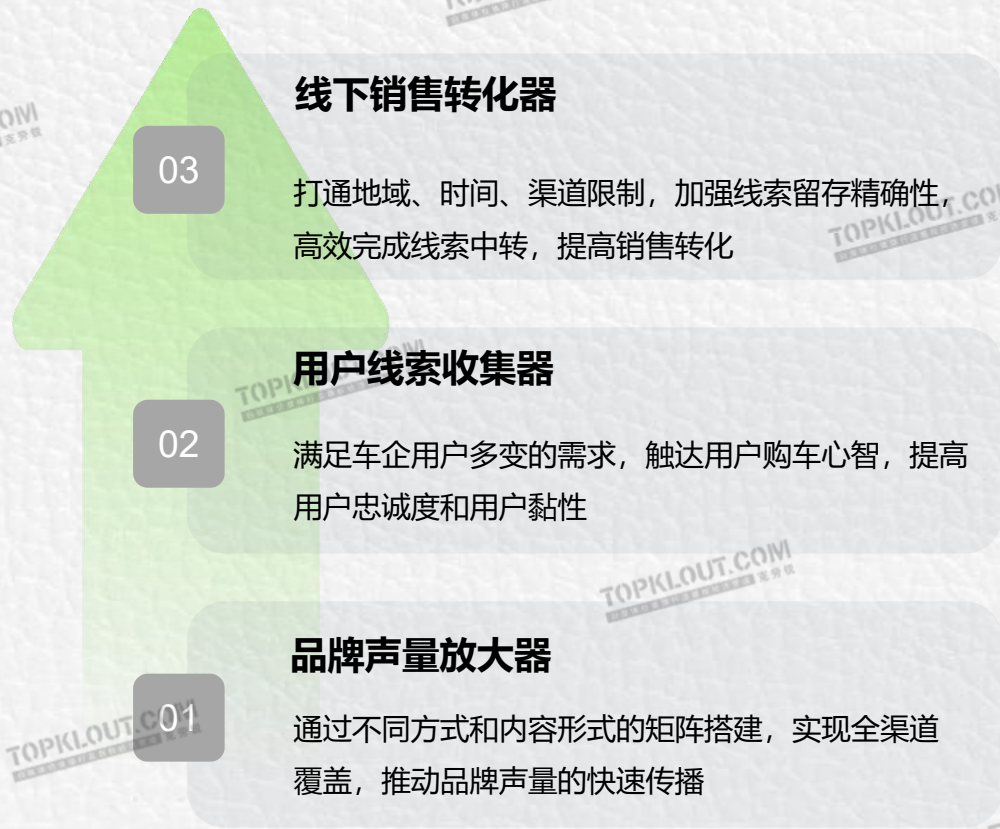 线下销售转化器
03
打通地域、时间、渠道限制，加强线索留存精确性，
高效完成线索中转，提高销售转化
用户线索收集器
02
满足车企用户多变的需求，触达用户购车心智，提高
用户忠诚度和用户黏性
品牌声量放大器
01
通过不同方式和内容形式的矩阵搭建，实现全渠道
覆盖，推动品牌声量的快速传播
TOPKLOUT.COM
TOPKLOUT.COM